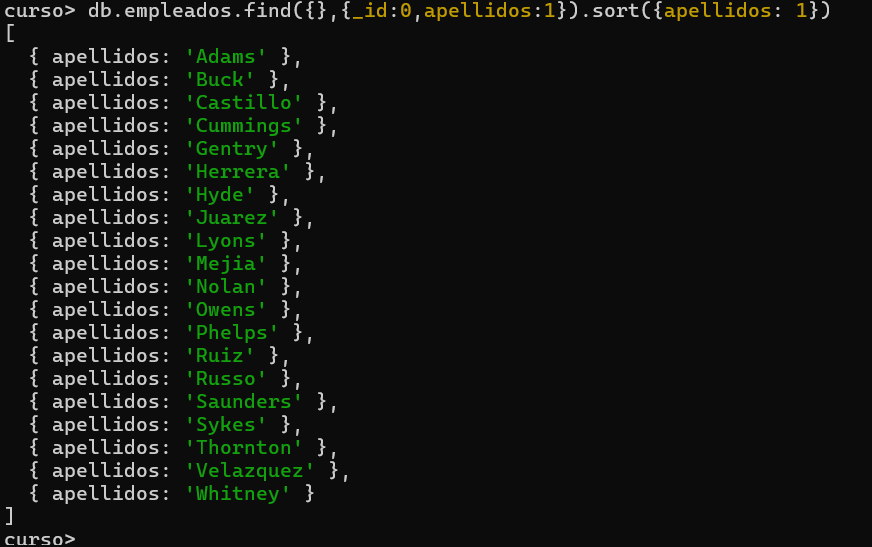 curso> db.empleados.find({},{_id:0,apellidos:1}).sort({apellidos: 1})
[
  { apellidos: 'Adams' },
  { apellidos: 'Buck' },
  { apellidos: 'Castillo' },
  { apellidos: 'Cummings' },
  { apellidos: 'Gentry' },
  { apellidos: 'Herrera' },
  { apellidos: 'Hyde' },
  { apellidos: 'Juarez' },
  { apellidos: 'Lyons' },
  { apellidos: 'Mejia' },
  { apellidos: 'Nolan' },
  { apellidos: 'Owens' },
  { apellidos: 'Phelps' },
  { apellidos: 'Ruiz' },
  { apellidos: 'Russo' },
  { apellidos: 'Saunders' },
  { apellidos: 'Sykes' },
  { apellidos: 'Thornton' },
  { apellidos: 'Velazquez' },
  { apellidos: 'Whitney' }
]
curso>